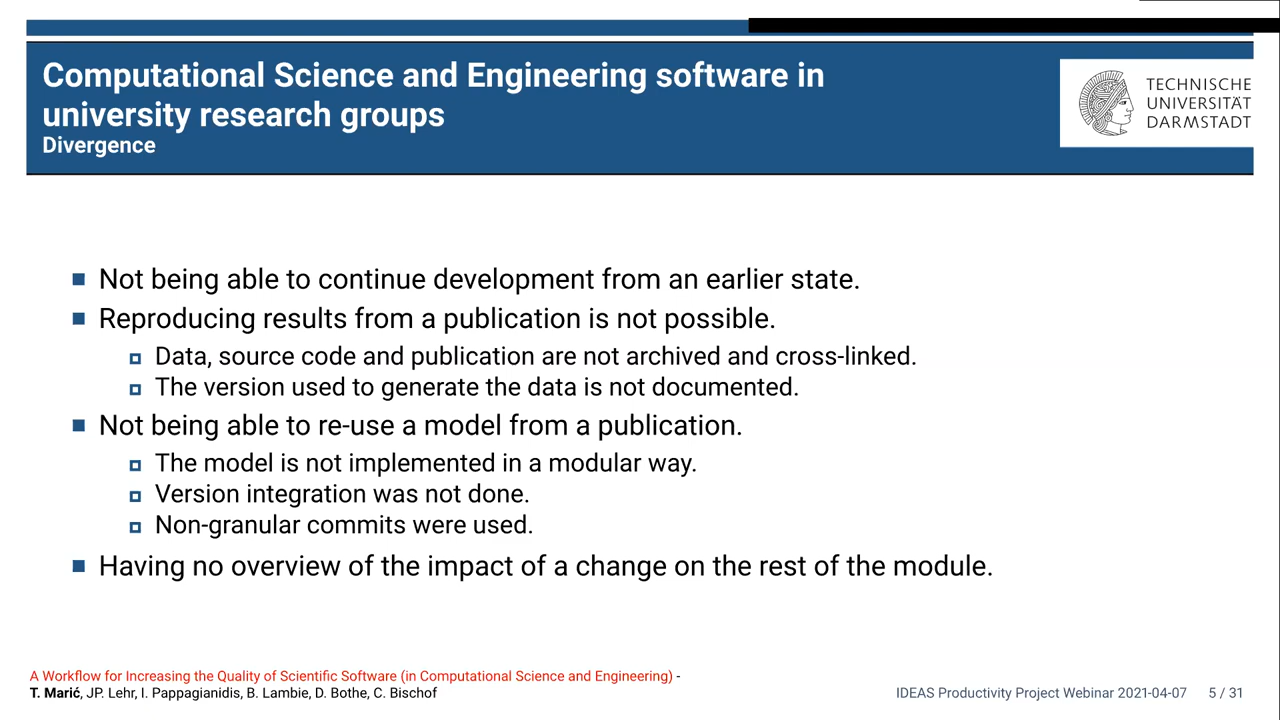 Computational Science and Engineering software in
university research groups
Divergence
TECHNISCHE
UNIVERSITÄT
DARMSTADT
Not being able to continue development from an earlier state.
Reproducing results from a publication is not possible.
Data, source code and publication are not archived and cross-linked.
The version used to generate the data is not documented.
Not being able to re-use a model from a publication.
The model is not implemented in a modular way.
Version integration was not done.
Non-granular commits were used.
Having no overview of the impact of a change on the rest of the module.
A Workflow for Increasing the Quality of Scientific Software (in Computational Science and Engineering) -
T. Marić, JP. Lehr, I. Pappagianidis, B. Lambie, D. Bothe, C. Bischof
IDEAS Productivity Project Webinar 2021-04-07 5 / 31